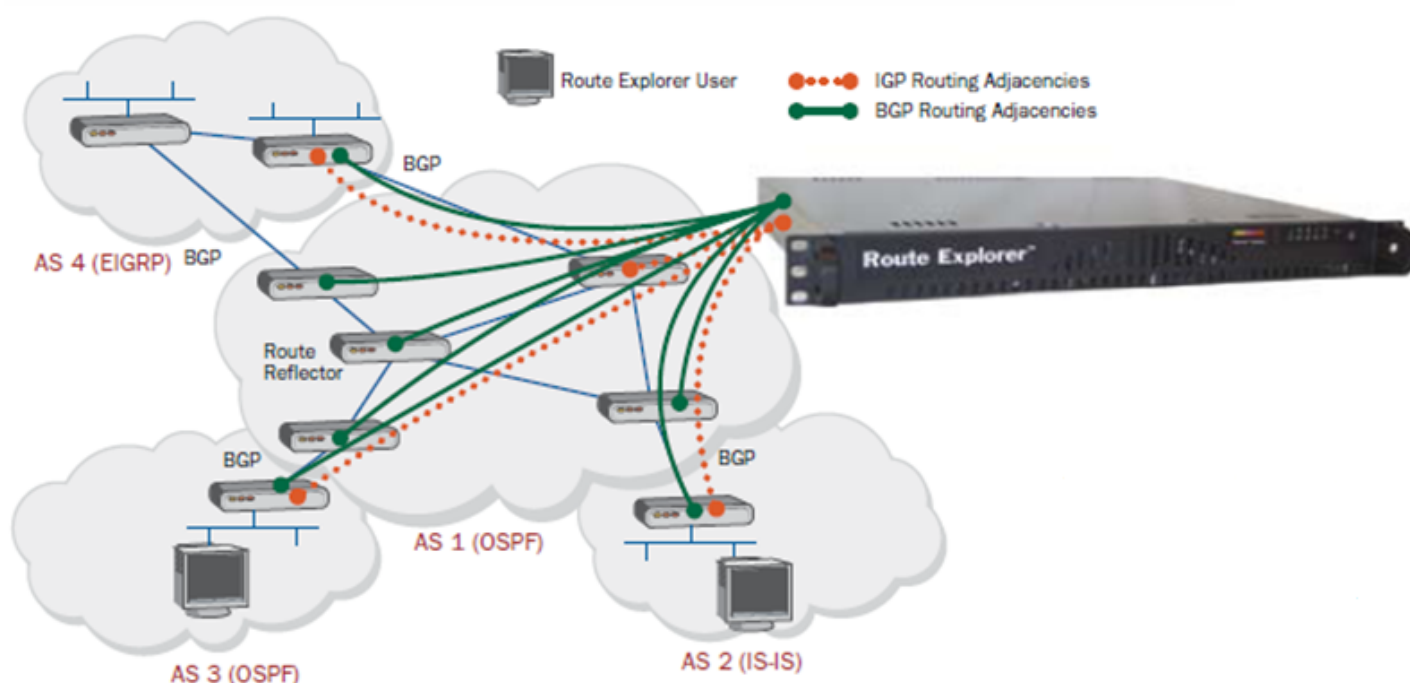 Route Explorer User
IGP Routing Adjacencies
BGP Routing Adjacencies
BGP
AS 4 (EIGRP)
BGP
Route Explorer™
Route
Reflector
BGP
BGP
AS 1 (OSPF)
AS 3 (OSPF)
AS 2 (IS-IS)